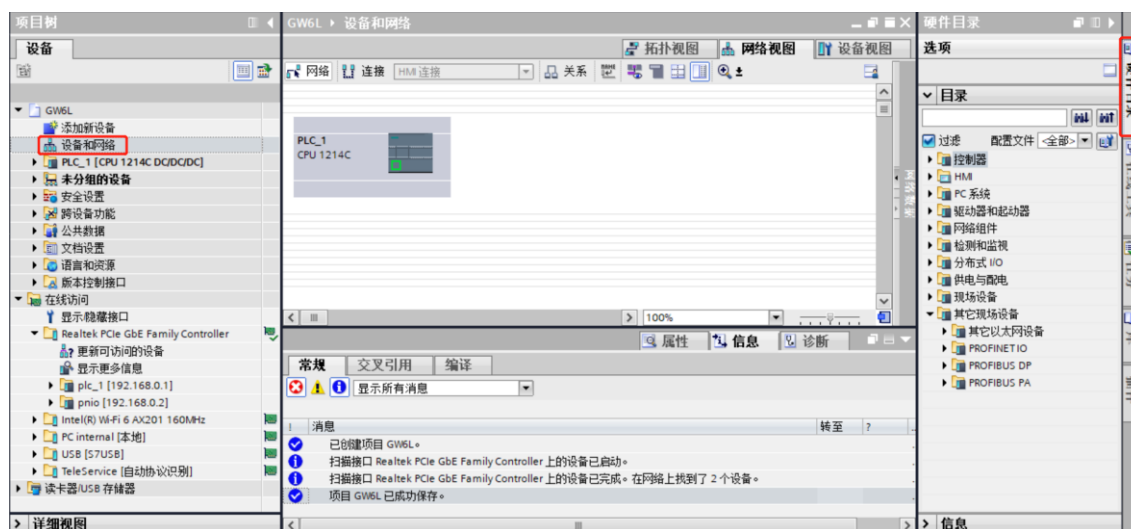 项目树
设备
GW6L
添加新设备
设备和网络
PLC_1 [CPU 1214C DC/DC/DC]
未分组的设备
安全设置
跨设备功能
公共数据
文档设置
语言和资源
版本控制接口
在线访问
显示/隐藏接口
Realtek PCIe GbE Family Controller
更新可访问的设备
显示更多信息
plc_1 [192.168.0.1]
pnio [192.168.0.2]
Intel(R) Wi-Fi 6 AX201 160MHz
PC internal [本地]
USB [S7USB]
TeleService [自动协议识别]
读卡器/USB 存储器
详细视图
GW6L ▸ 设备和网络
拓扑视图 网络视图 设备视图
网络 连接 HMI 连接 关系
PLC_1
CPU 1214C
100%
属性 信息 诊断
常规 交叉引用 编译
显示所有消息
! 消息 转至 ?
已创建项目 GW6L。
扫描接口 Realtek PCIe GbE Family Controller 上的设备已启动。
扫描接口 Realtek PCIe GbE Family Controller 上的设备已完成。在网络上找到了 2 个设备。
项目 GW6L 已成功保存。
硬件目录
选项
目录
过滤 配置文件 <全部>
控制器
HMI
PC 系统
驱动器和起动器
网络组件
检测和监视
分布式 I/O
供电与配电
现场设备
其它现场设备
其它以太网设备
PROFINET IO
PROFIBUS DP
PROFIBUS PA
信息